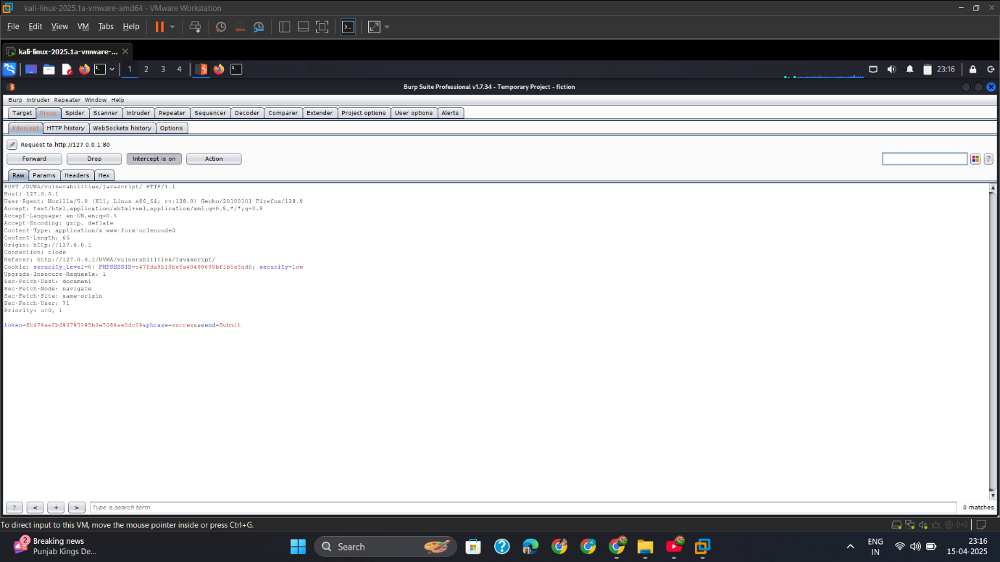 kali-linux-2025.1a-vmware-amd64 - VMware Workstation
File Edit View VM Tabs Help
kali-linux-2025.1a-vmware-...
1 2 3 4 23:16
Burp Suite Professional v1.7.34 - Temporary Project - fiction
Burp Intruder Repeater Window Help
Target Proxy Spider Scanner Intruder Repeater Sequencer Decoder Comparer Extender Project options User options Alerts
Intercept HTTP history WebSockets history Options
Request to http://127.0.0.1:80
Forward Drop Intercept is on Action
Raw Params Headers Hex
POST /DVWA/vulnerabilities/javascript/ HTTP/1.1
Host: 127.0.0.1
User-Agent: Mozilla/5.0 (X11; Linux x86_64; rv:128.0) Gecko/20100101 Firefox/128.0
Accept: text/html,application/xhtml+xml,application/xml;q=0.9,*/*;q=0.8
Accept-Language: en-US,en;q=0.5
Accept-Encoding: gzip, deflate
Content-Type: application/x-www-form-urlencoded
Content-Length: 65
Origin: http://127.0.0.1
Connection: close
Referer: http://127.0.0.1/DVWA/vulnerabilities/javascript/
Cookie: security_level=0; PHPSESSID=c47fda9b10befa40409609bf1b5e5ad6; security=low
Upgrade-Insecure-Requests: 1
Sec-Fetch-Dest: document
Sec-Fetch-Mode: navigate
Sec-Fetch-Site: same-origin
Sec-Fetch-User: ?1
Priority: u=0, i
token=8b479aefbd90795395b3e7089ae0dc09&phrase=success&send=Submit
? < + > Type a search term 0 matches
To direct input to this VM, move the mouse pointer inside or press Ctrl+G.
2 Breaking news
Punjab Kings De...
Search
ENG
IN
23:16
15-04-2025